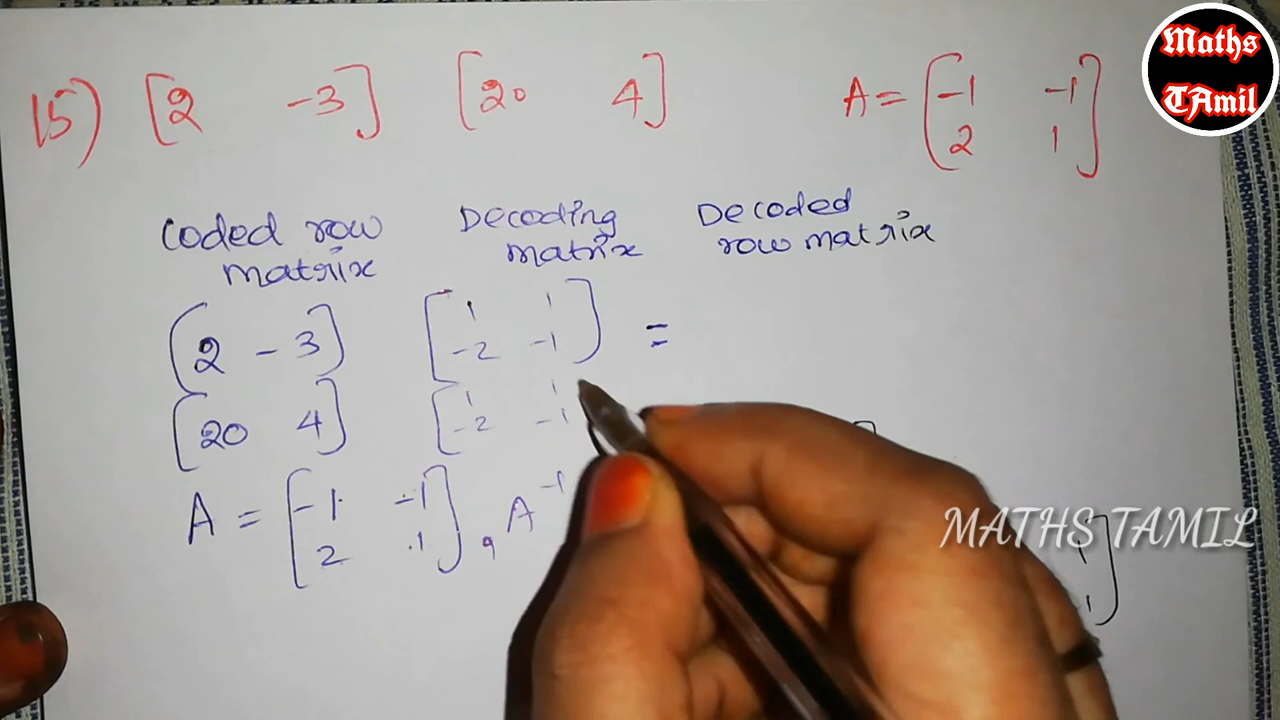 15) [2 -3] [20 4] A = [-1 -1
2 1]
Maths
TAmil
Coded row
matrix
Decoding
matrix
Decoded
row matrix
[2 -3] [1 1
-2 -1] =
[20 4] [1 1
-2 -1
A = [-1 -1
2 1], A⁻¹
MATHS TAMIL